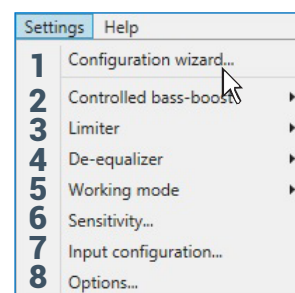 Settings Help
1 Configuration wizard...
2 Controlled bass-boost
3 Limiter
4 De-equalizer
5 Working mode
6 Sensitivity...
7 Input configuration...
8 Options...